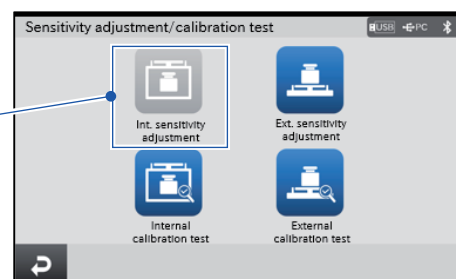 Sensitivity adjustment/calibration test
USB PC
Int. sensitivity
adjustment
Ext. sensitivity
adjustment
Internal
calibration test
External
calibration test